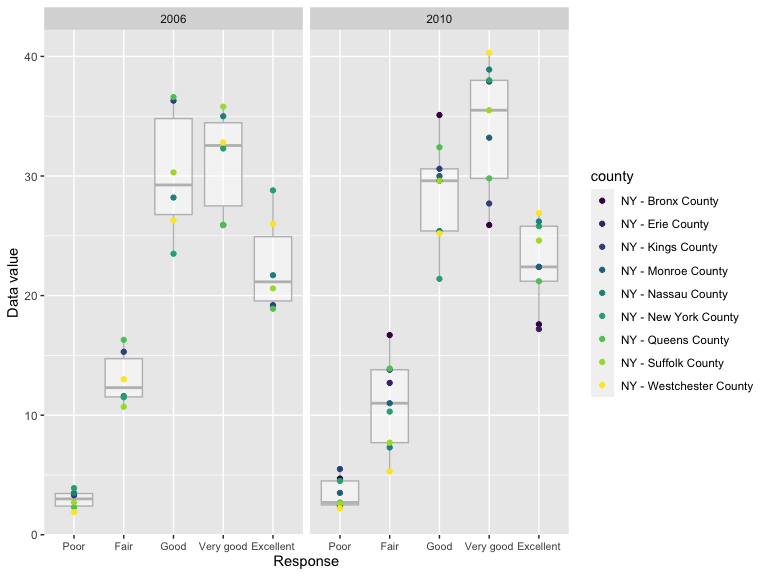 2006
2010
40
30
20
10
0
Data value
Poor
Fair
Good
Very good
Excellent
Poor
Fair
Good
Very good
Excellent
Response
county
NY - Bronx County
NY - Erie County
NY - Kings County
NY - Monroe County
NY - Nassau County
NY - New York County
NY - Queens County
NY - Suffolk County
NY - Westchester County